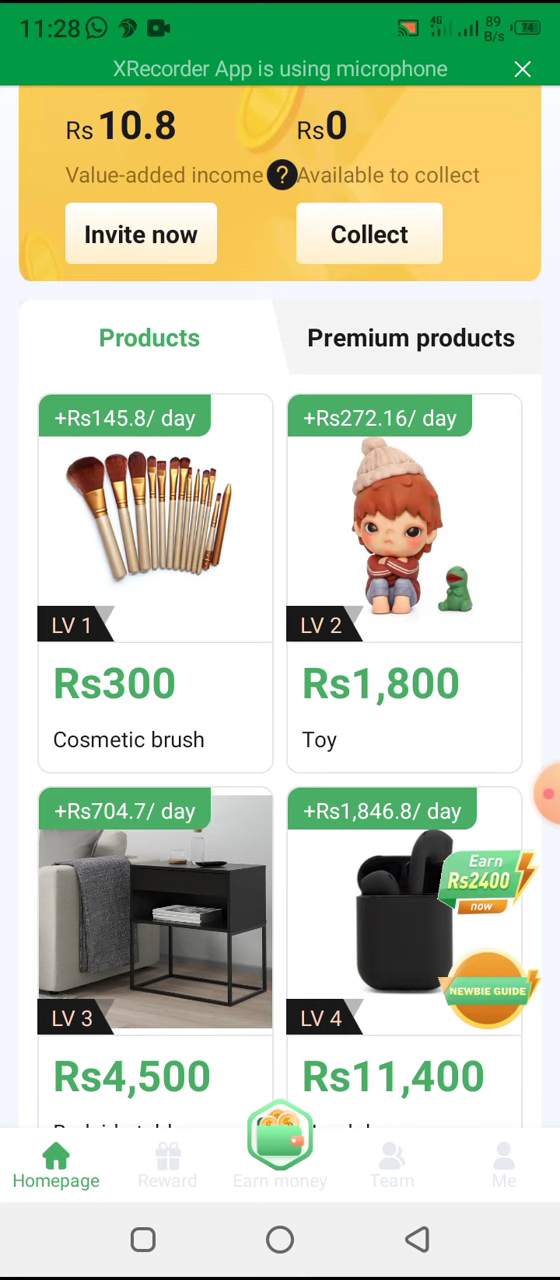 11:28
4G
89
B/s
74
XRecorder App is using microphone
Rs 10.8
Rs0
Value-added income ? Available to collect
Invite now
Collect
Products
Premium products
+Rs145.8/ day
+Rs272.16/ day
LV 1
LV 2
Rs300
Rs1,800
Cosmetic brush
Toy
+Rs704.7/ day
+Rs1,846.8/ day
Earn
Rs2400
now
NEWBIE GUIDE
LV 3
LV 4
Rs4,500
Rs11,400
Homepage
Reward
Earn money
Team
Me